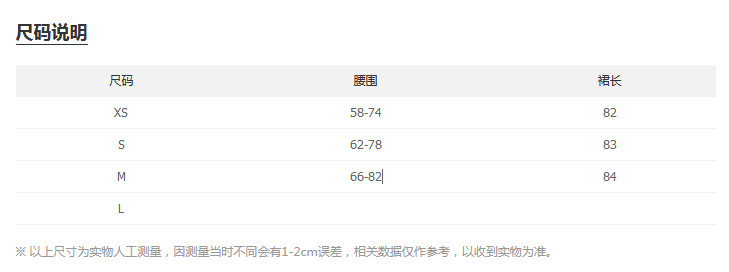 尺码说明
尺码 腰围 裙长
XS 58-74 82
S 62-78 83
M 66-82 84
L
※ 以上尺寸为实物人工测量，因测量当时不同会有1-2cm误差，相关数据仅作参考，以收到实物为准。